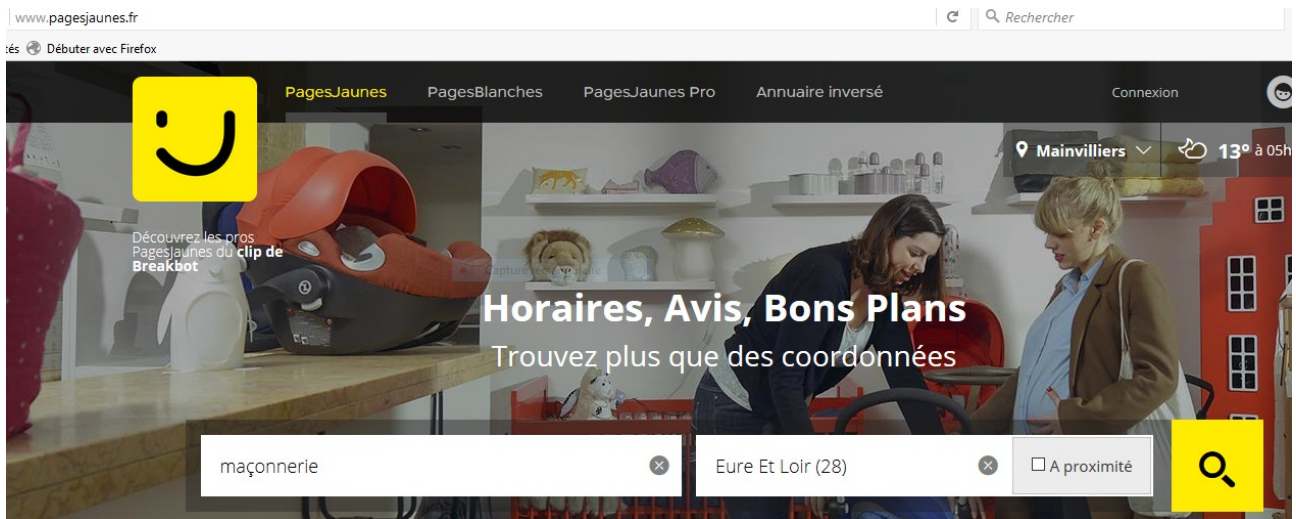 www.pagesjaunes.fr
Rechercher
tés Débuter avec Firefox
PagesJaunes PagesBlanches PagesJaunes Pro Annuaire inversé Connexion
Mainvilliers 13° à 05h
Découvrez les pros
PagesJaunes du clip de
Breakbot
Horaires, Avis, Bons Plans
Trouvez plus que des coordonnées
maçonnerie
Eure Et Loir (28)
A proximité